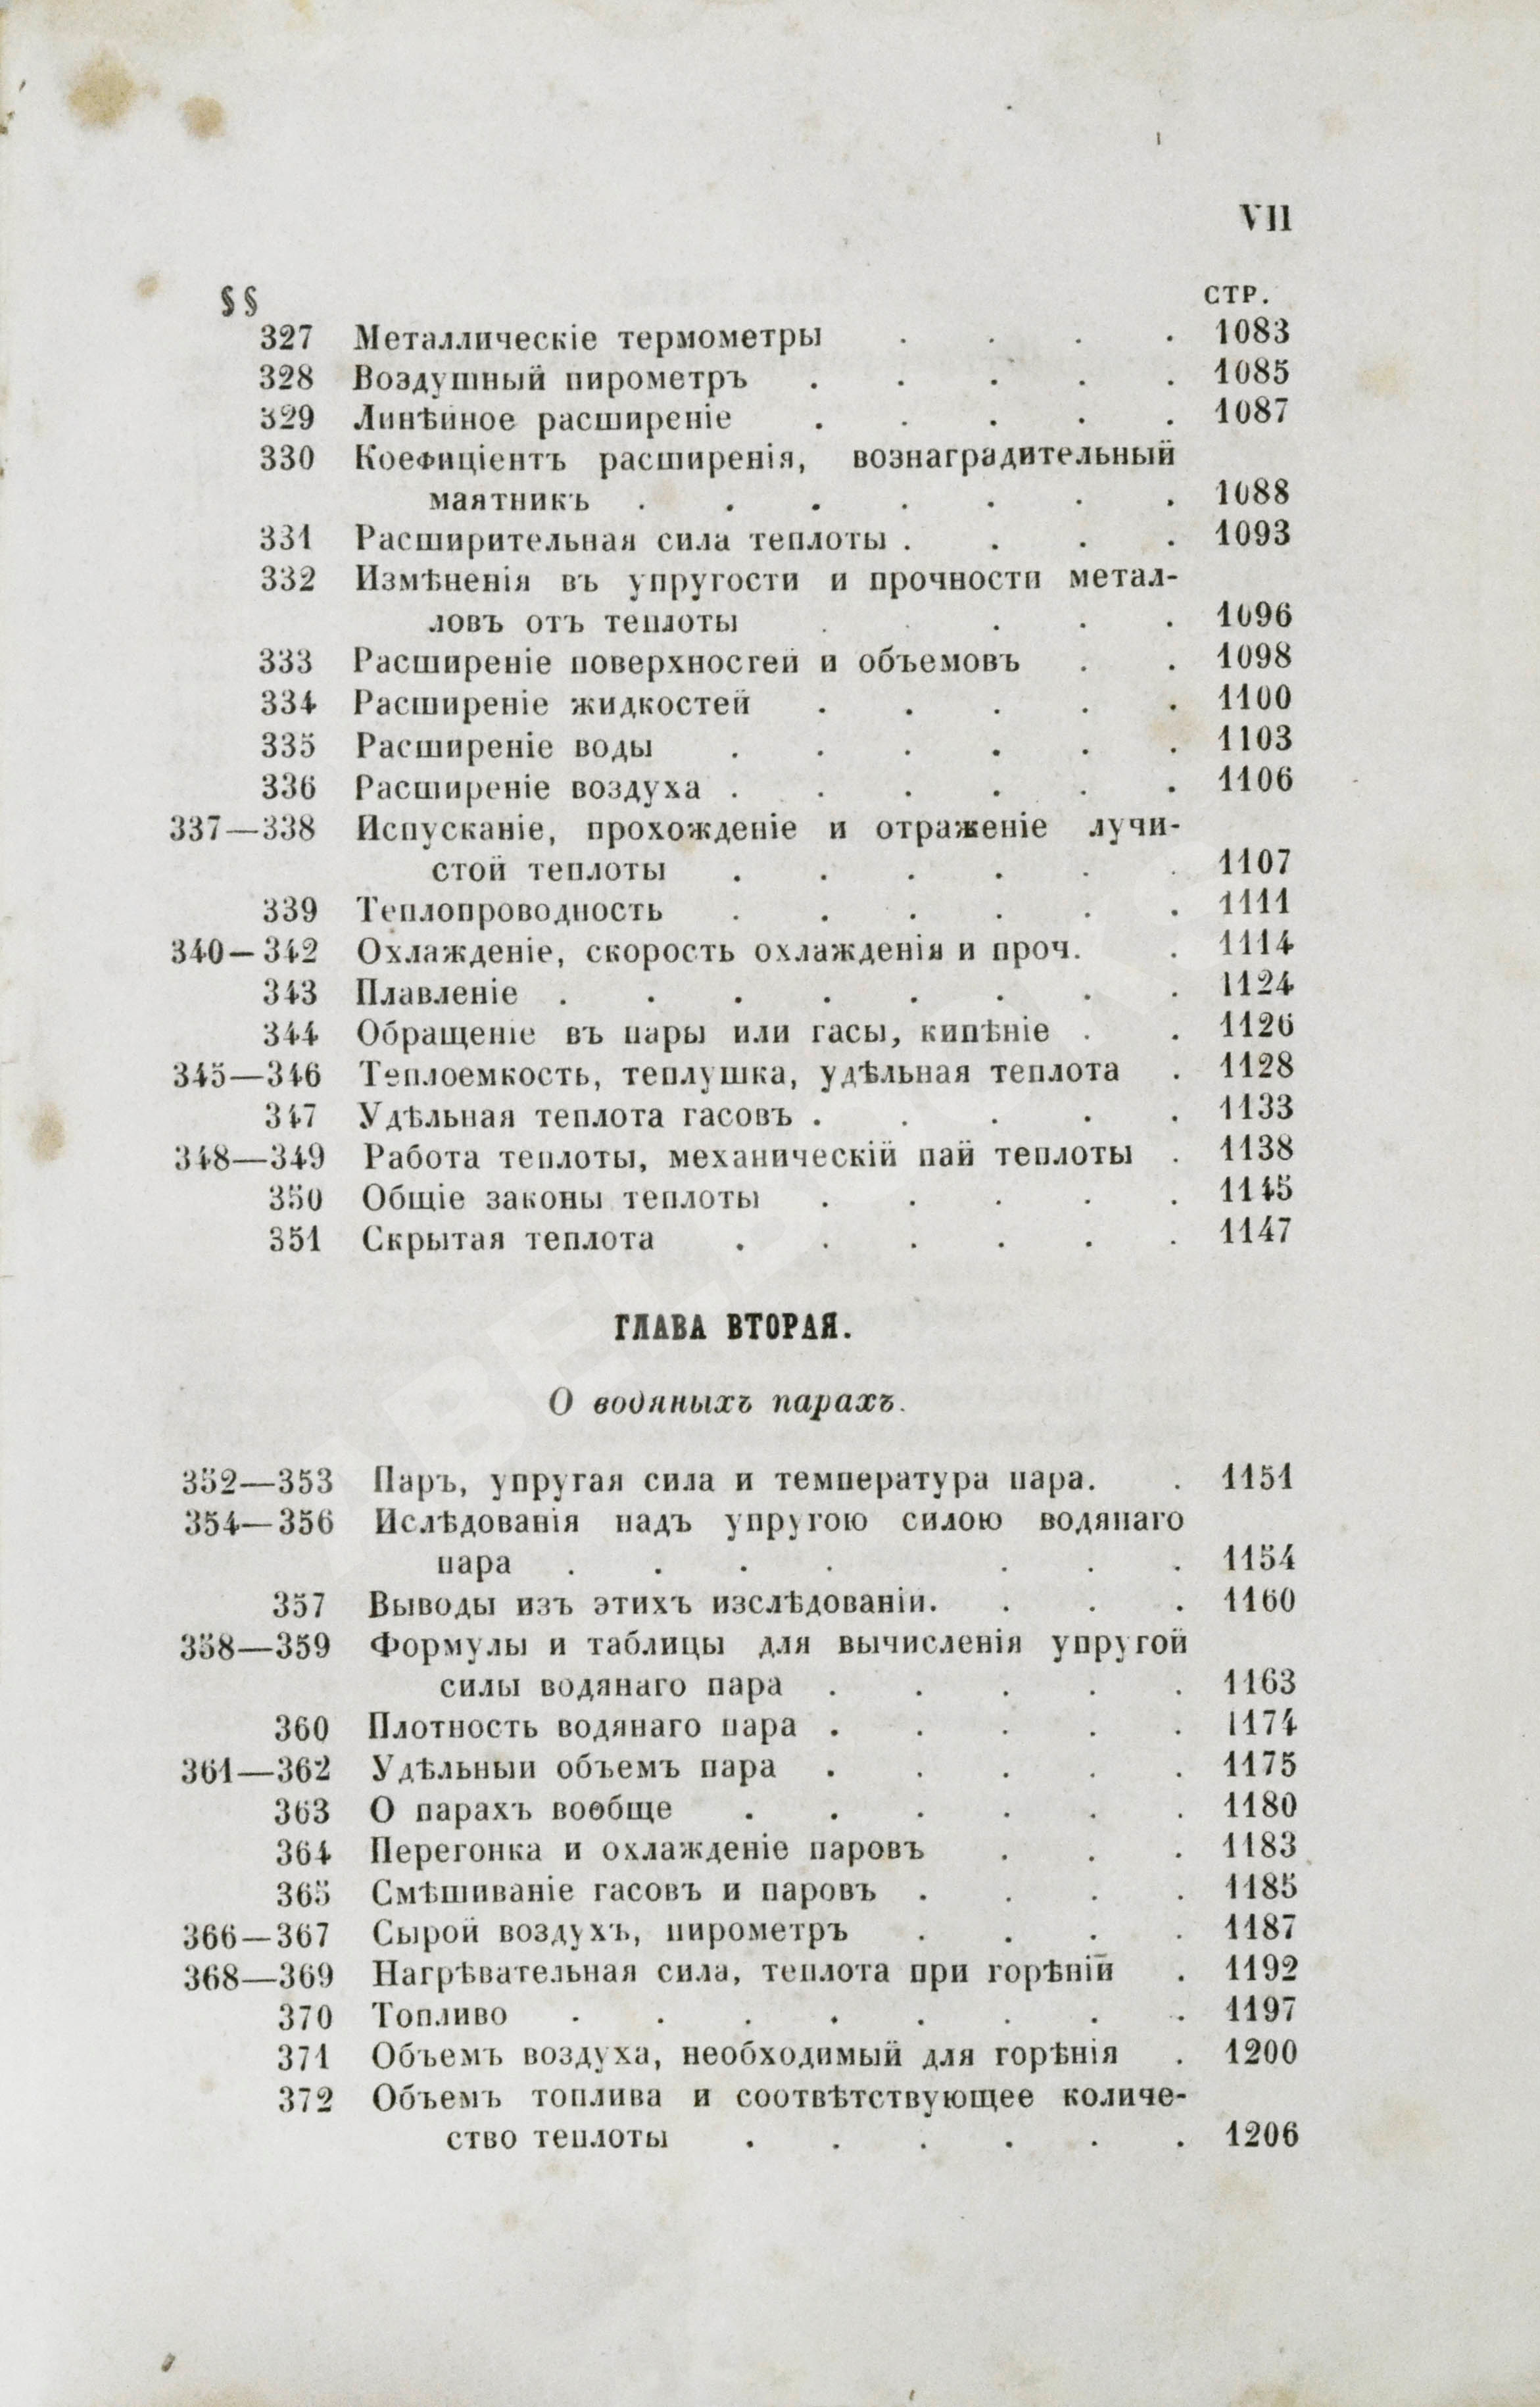 VII
§§ СТР.
327 Металлическіе термометры . . . . 1083
328 Воздушный пирометръ . . . . . 1085
329 Линѣйное расширеніе . . . . . 1087
330 Коефиціентъ расширенія, вознаградительный
маятникъ . . . . . . . 1088
331 Расширительная сила теплоты . . . . 1093
332 Измѣненія въ упругости и прочности метал-
ловъ отъ теплоты . . . . . 1096
333 Расширеніе поверхностей и объемовъ . . 1098
334 Расширеніе жидкостей . . . . . 1100
335 Расширеніе воды . . . . . . 1103
336 Расширеніе воздуха . . . . . . 1106
337—338 Испусканіе, прохожденіе и отраженіе лучи-
стой теплоты . . . . . . 1107
339 Теплопроводность . . . . . . 1111
340—342 Охлажденіе, скорость охлажденія и проч. . 1114
343 Плавленіе . . . . . . . . 1124
344 Обращеніе въ пары или гасы, кипѣніе . . 1126
345—346 Теплоемкость, теплушка, удѣльная теплота . 1128
347 Удѣльная теплота гасовъ . . . . . 1133
348—349 Работа теплоты, механическій пай теплоты . 1138
350 Общіе законы теплоты . . . . . 1145
351 Скрытая теплота . . . . . . 1147
ГЛАВА ВТОРАЯ.
О водяныхъ парахъ.
352—353 Паръ, упругая сила и температура пара. . 1151
354—356 Ислѣдованія надъ упругою силою водянаго
пара . . . . . . . 1154
357 Выводы изъ этихъ изслѣдованій. . . . 1160
358—359 Формулы и таблицы для вычисленія упругой
силы водянаго пара . . . . . 1163
360 Плотность водянаго пара . . . . . 1174
361—362 Удѣльный объемъ пара . . . . . 1175
363 О парахъ вообще . . . . . . 1180
364 Перегонка и охлажденіе паровъ . . . 1183
365 Смѣшиваніе гасовъ и паровъ . . . . 1185
366—367 Сырой воздухъ, пирометръ . . . . 1187
368—369 Нагрѣвательная сила, теплота при горѣній . 1192
370 Топливо . . . . . . . . 1197
371 Объемъ воздуха, необходимый для горѣнія . 1200
372 Объемъ топлива и соотвѣтствующее количе-
ство теплоты . . . . . . 1206